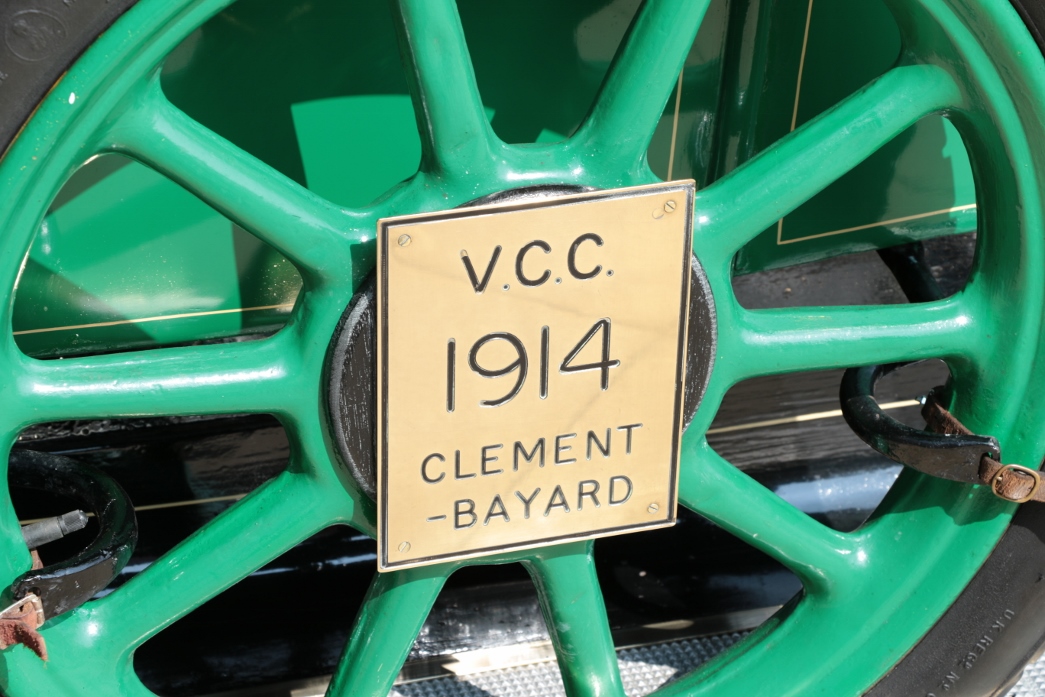 V.C.C.
1914
CLEMENT
-BAYARD